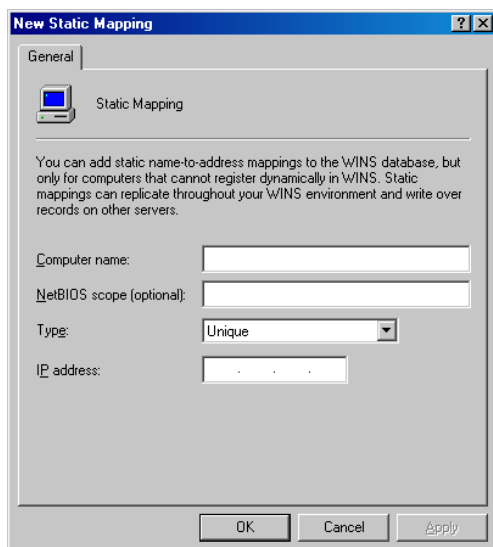 New Static Mapping
General
Static Mapping
You can add static name-to-address mappings to the WINS database, but
only for computers that cannot register dynamically in WINS. Static
mappings can replicate throughout your WINS environment and write over
records on other servers.
Computer name:
NetBIOS scope (optional):
Type: Unique
IP address: . . .
OK Cancel Apply